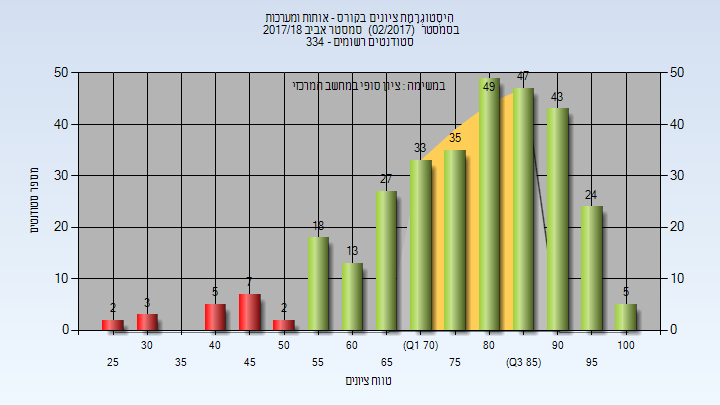 היסטוגרמת ציונים בקורס - אותות ומערכות
בסמסטר (02/2017) סמסטר אביב 2017/18
סטודנטים רשומים - 334
במשימה : ציון סופי במחשב המרכזי
מספר סטודנטים
50 40 30 20 10 0
50 40 30 20 10 0
2 3 5 7 2 18 13 27 33 35 49 47 43 24 5
30 40 50 60 (Q1 70) 80 90 100
25 35 45 55 65 75 (Q3 85) 95
טווח ציונים